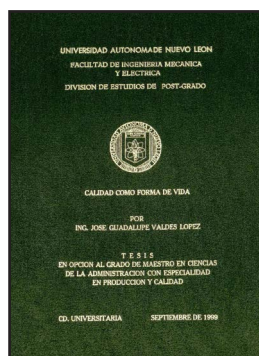 UNIVERSIDAD AUTONOMA DE NUEVO LEON
FACULTAD DE INGENIERIA MECANICA
Y ELECTRICA
DIVISION DE ESTUDIOS DE POST-GRADO
CALIDAD COMO FORMA DE VIDA
POR
ING. JOSE GUADALUPE VALDES LOPEZ
TESIS
EN OPCION AL GRADO DE MAESTRO EN CIENCIAS
DE LA ADMINISTRACION CON ESPECIALIDAD
EN PRODUCCION Y CALIDAD
CD. UNIVERSITARIA SEPTIEMBRE DE 1999